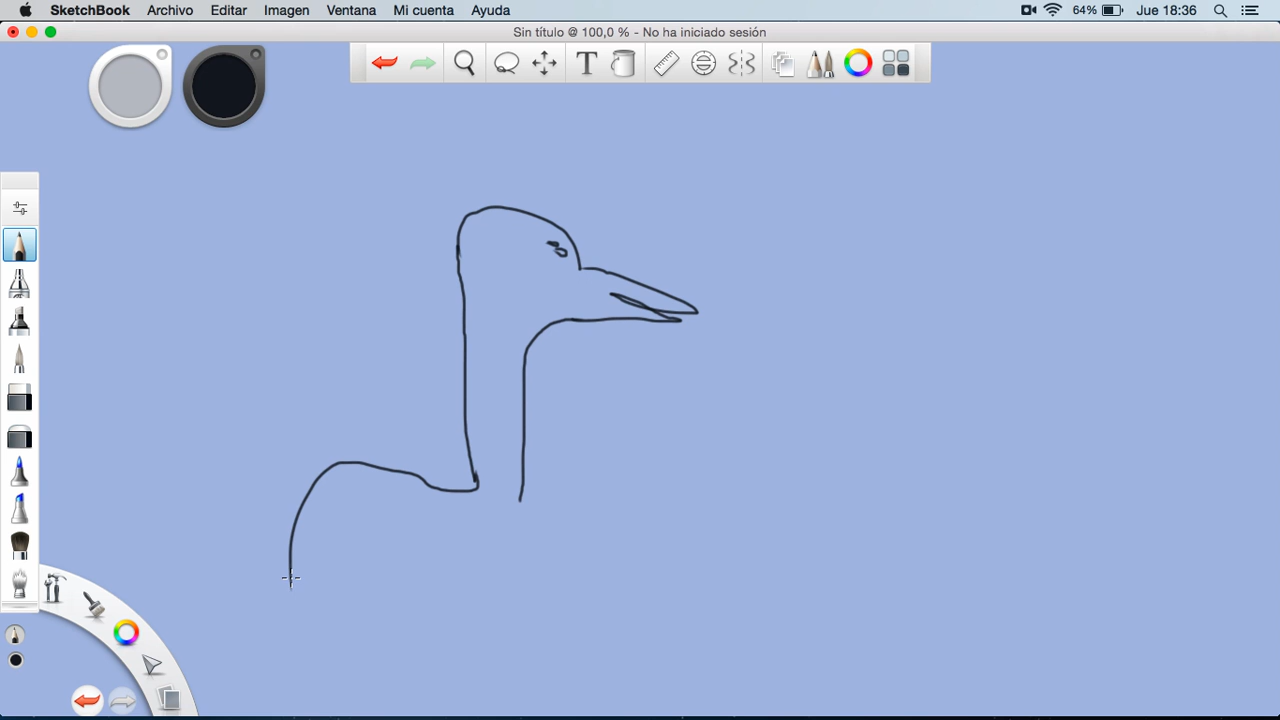 SketchBook Archivo Editar Imagen Ventana Mi cuenta Ayuda 64% Jue 18:36
Sin título @ 100,0 % - No ha iniciado sesión
T